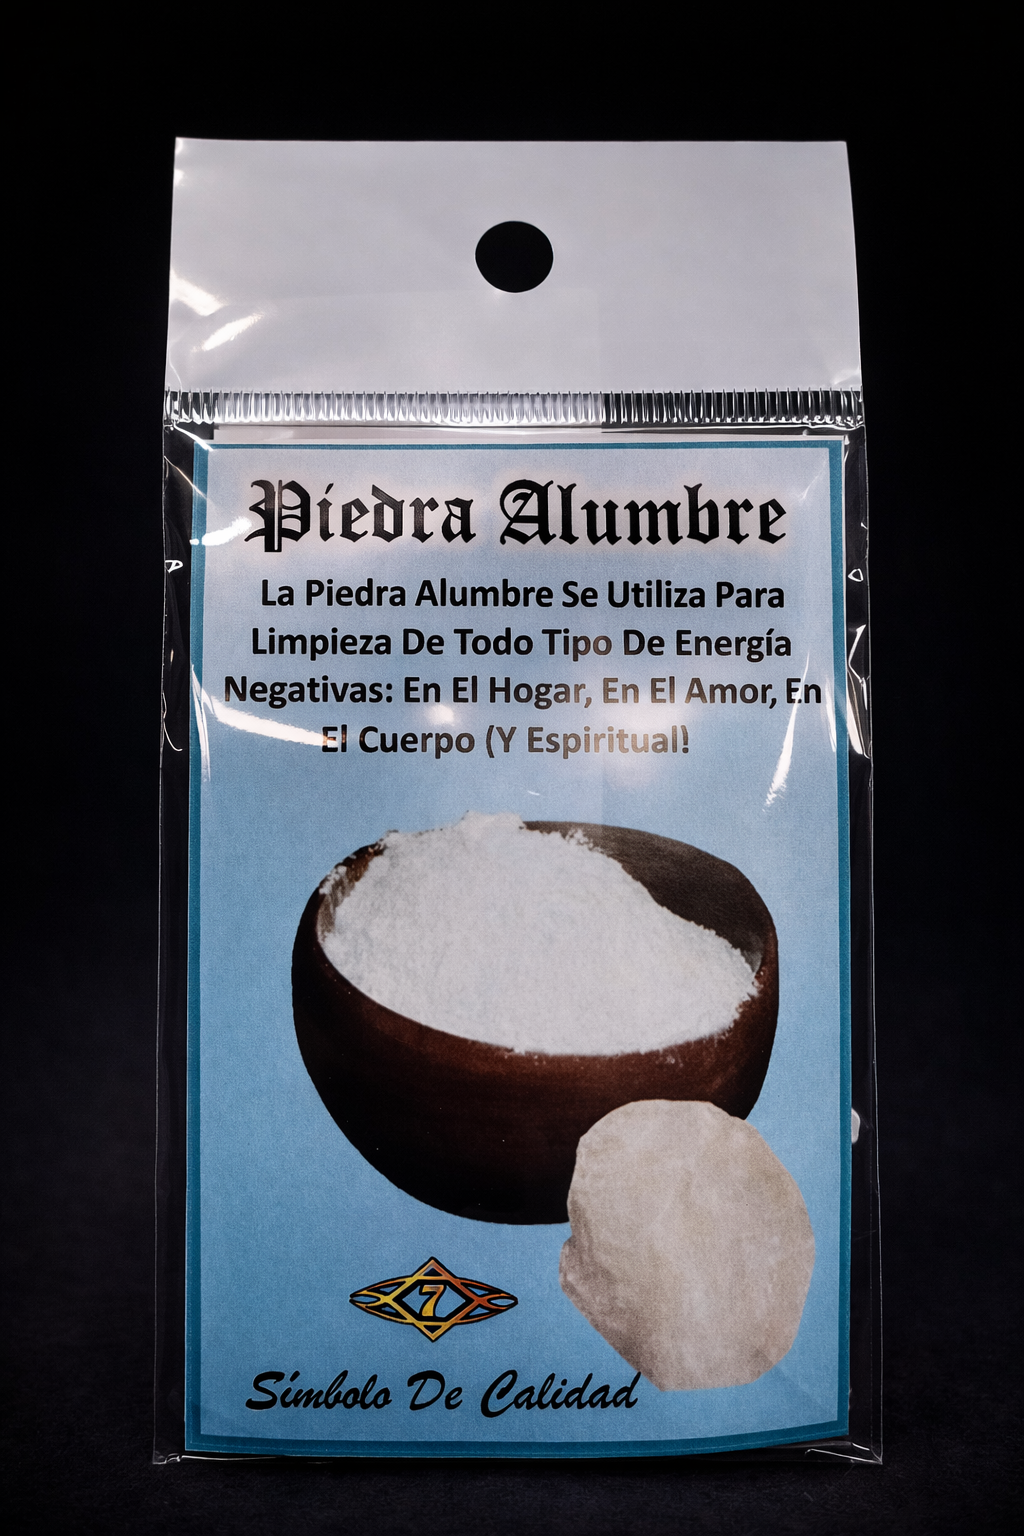 Piedra Alumbre
La Piedra Alumbre Se Utiliza Para
Limpieza De Todo Tipo De Energía
Negativas: En El Hogar, En El Amor, En
El Cuerpo (Y Espiritual!
7
Símbolo De Calidad